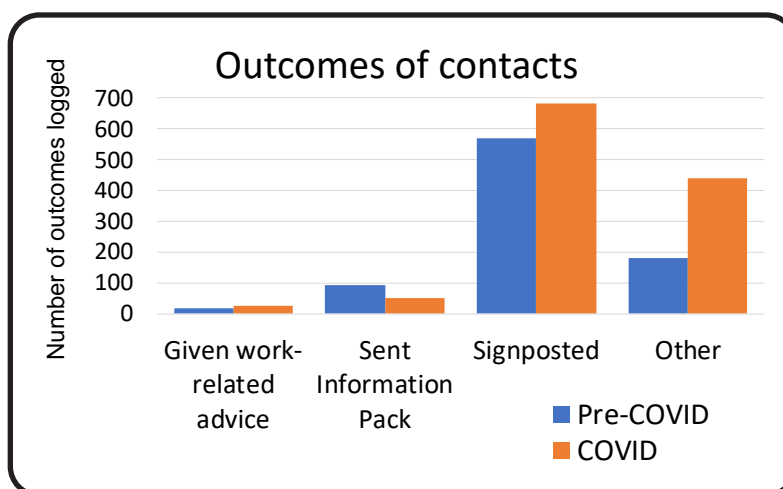 Outcomes of contacts
Number of outcomes logged
700
600
500
400
300
200
100
0
Given work-
related
advice
Sent
Information
Pack
Signposted
Other
Pre-COVID
COVID